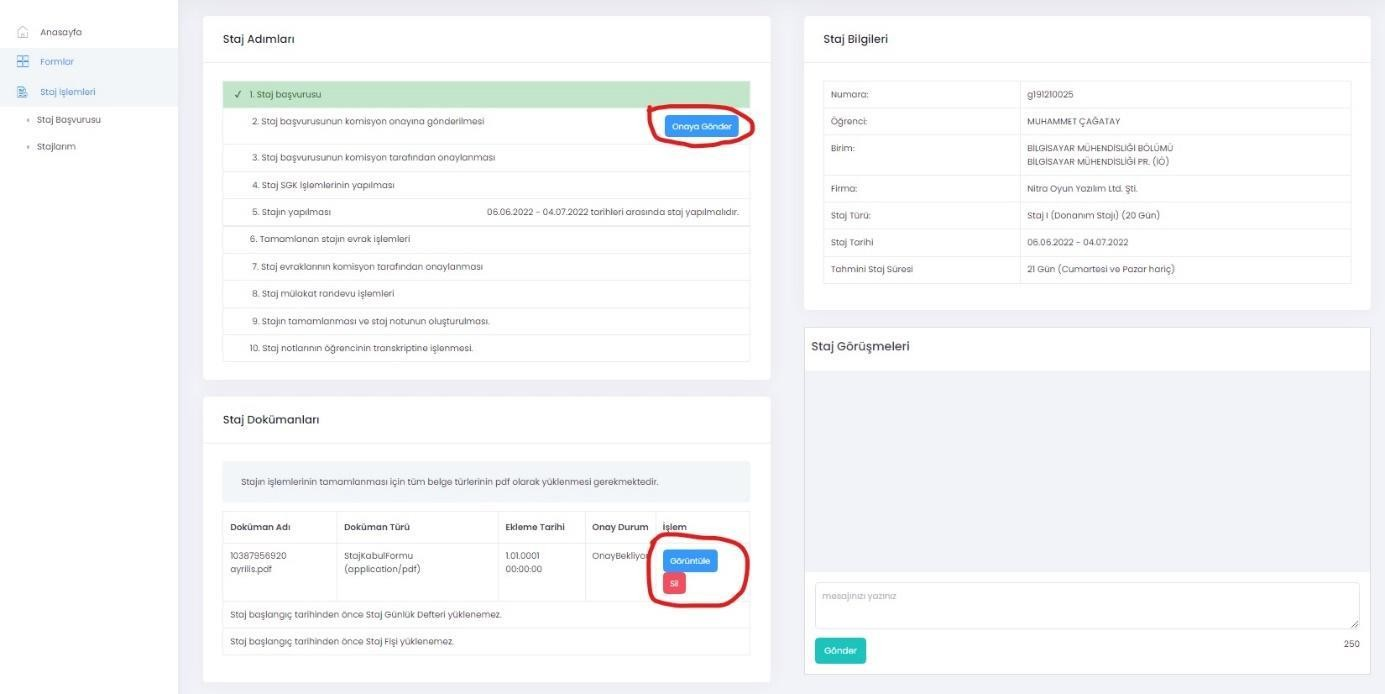 Anasayfa
Formlar
Staj İşlemleri
Staj Başvurusu
Stajlarım
Staj Adımları
✓ 1. Staj başvurusu
2. Staj başvurusunun komisyon onayına gönderilmesi
Onaya Gönder
3. Staj başvurusunun komisyon tarafından onaylanması
4. Staj SGK İşlemlerinin yapılması
5. Stajın yapılması 06.06.2022 - 04.07.2022 tarihleri arasında staj yapılmalıdır.
6. Tamamlanan stajın evrak işlemleri
7. Staj evraklarının komisyon tarafından onaylanması
8. Staj mülakat randevu işlemleri
9. Stajın tamamlanması ve staj notunun oluşturulması.
10. Staj notlarının öğrencinin transkriptine işlenmesi.
Staj Dokümanları
Stajın işlemlerinin tamamlanması için tüm belge türlerinin pdf olarak yüklenmesi gerekmektedir.
Doküman Adı Doküman Türü Ekleme Tarihi Onay Durum İşlem
10387956920 StajKabulFormu 1.01.0001 OnayBekliyor Görüntüle
ayrilis.pdf (application/pdf) 00:00:00
Sil
Staj başlangıç tarihinden önce Staj Günlük Defteri yüklenemez.
Staj başlangıç tarihinden önce Staj Fişi yüklenemez.
Staj Bilgileri
Numara: g191210025
Öğrenci: MUHAMMET ÇAĞATAY
Birim: BİLGİSAYAR MÜHENDİSLİĞİ BÖLÜMÜ
BİLGİSAYAR MÜHENDİSLİĞİ PR. (İÖ)
Firma: Nitra Oyun Yazılım Ltd. Şti.
Staj Türü: Staj I (Donanım Stajı) (20 Gün)
Staj Tarihi 06.06.2022 - 04.07.2022
Tahmini Staj Süresi 21 Gün (Cumartesi ve Pazar hariç)
Staj Görüşmeleri
mesajınızı yazınız
250
Gönder